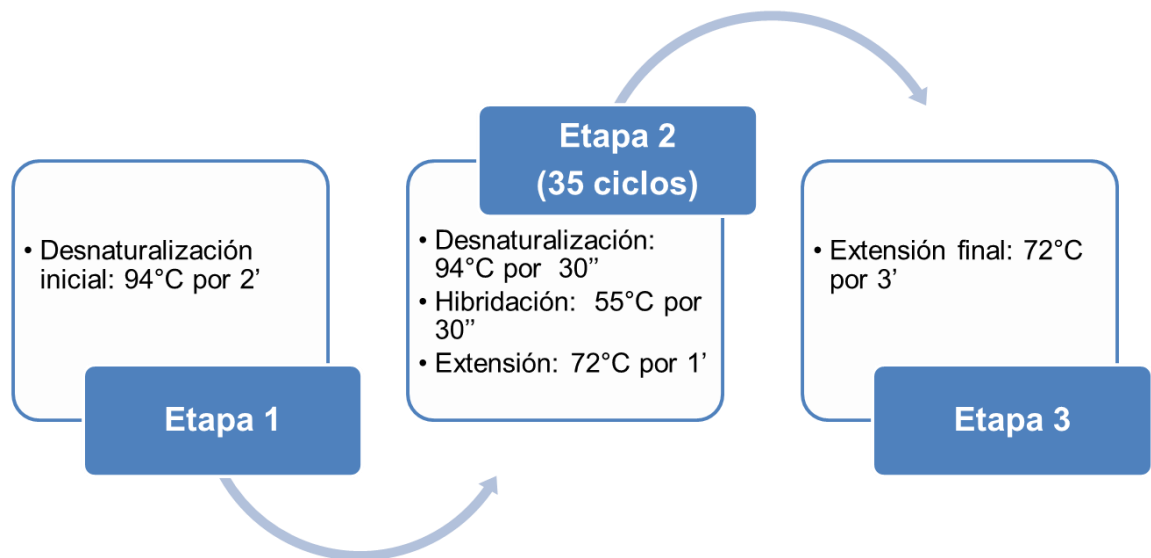 • Desnaturalización
inicial: 94°C por 2’
Etapa 1
Etapa 2
(35 ciclos)
• Desnaturalización:
94°C por 30’’
• Hibridación: 55°C por
30’’
• Extensión: 72°C por 1’
• Extensión final: 72°C
por 3’
Etapa 3